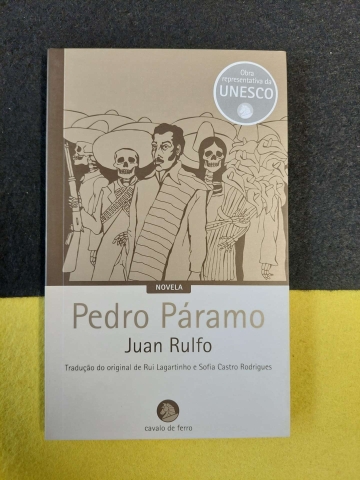 Obra
representativa da
UNESCO
NOVELA
Pedro Páramo
Juan Rulfo
Tradução do original de Rui Lagartinho e Sofia Castro Rodrigues
cavalo de ferro